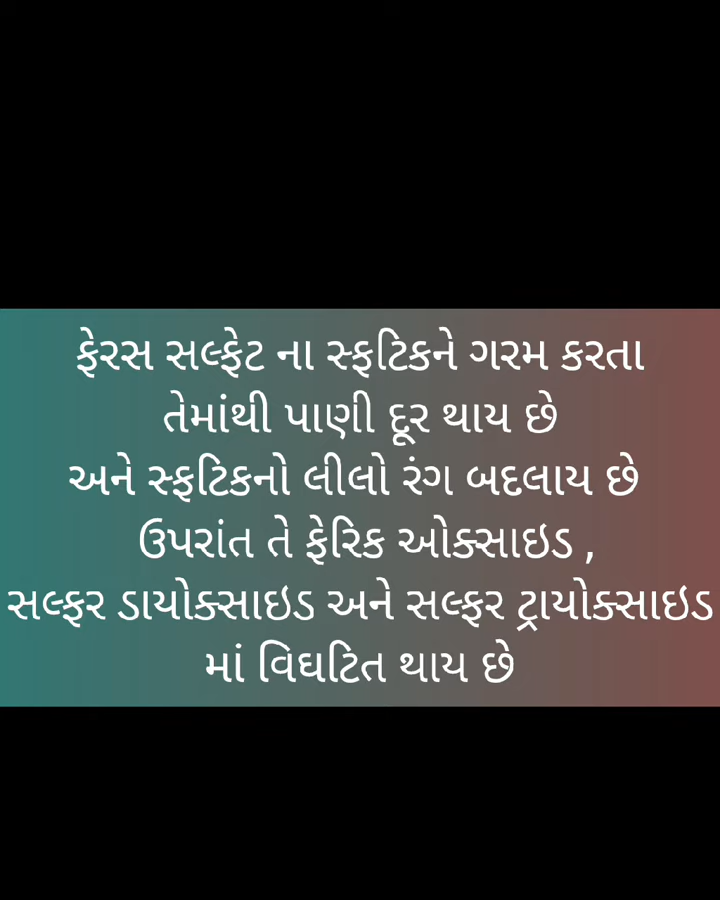 ફેરસ સલ્ફેટ ના સ્ફટિકને ગરમ કરતા
તેમાંથી પાણી દૂર થાય છે
અને સ્ફટિકનો લીલો રંગ બદલાય છે
ઉપરાંત તે ફેરિક ઓક્સાઇડ ,
સલ્ફર ડાયોક્સાઇડ અને સલ્ફર ટ્રાયોક્સાઇડ
માં વિઘટિત થાય છે